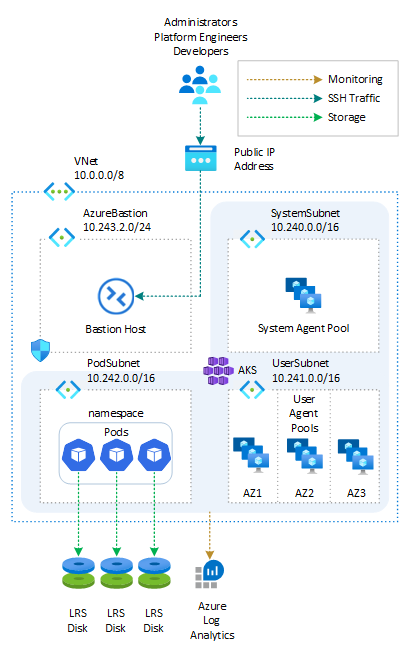 Administrators
Platform Engineers
Developers
Monitoring
SSH Traffic
Storage
Public IP
Address
VNet
10.0.0.0/8
AzureBastion
10.243.2.0/24
SystemSubnet
10.240.0.0/16
Bastion Host
System Agent Pool
PodSubnet
10.242.0.0/16
AKS
UserSubnet
10.241.0.0/16
namespace
Pods
User
Agent
Pools
AZ1
AZ2
AZ3
LRS
Disk
LRS
Disk
LRS
Disk
Azure
Log
Analytics